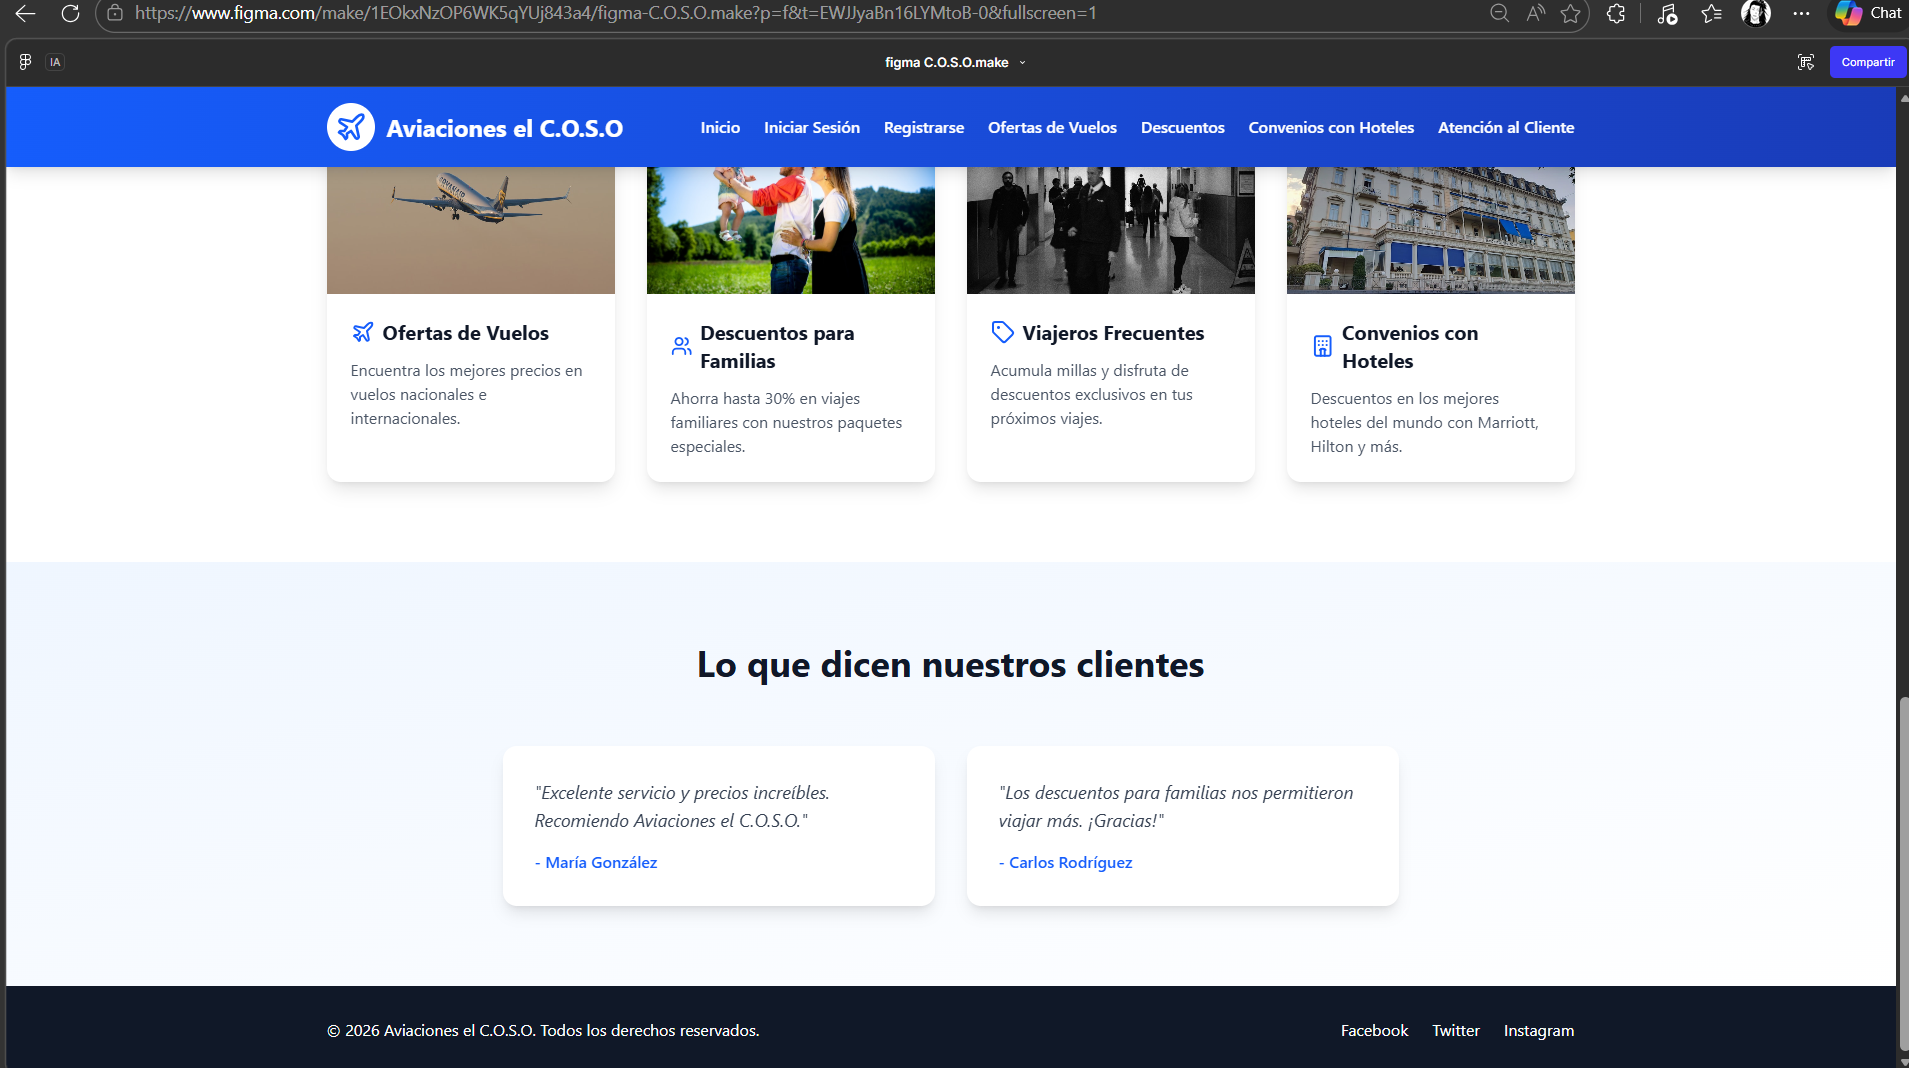 https://www.figma.com/make/1EOkxNzOP6WK5qYUj843a4/figma-C.O.S.O.make?p=f&t=EWJJyaBn16LYMtoB-0&fullscreen=1
Chat
IA
figma C.O.S.O.make
Compartir
Aviaciones el C.O.S.O
Inicio
Iniciar Sesión
Registrarse
Ofertas de Vuelos
Descuentos
Convenios con Hoteles
Atención al Cliente
RYANAIR
Ofertas de Vuelos
Encuentra los mejores precios en
vuelos nacionales e
internacionales.
Descuentos para
Familias
Ahorra hasta 30% en viajes
familiares con nuestros paquetes
especiales.
Viajeros Frecuentes
Acumula millas y disfruta de
descuentos exclusivos en tus
próximos viajes.
Convenios con
Hoteles
Descuentos en los mejores
hoteles del mundo con Marriott,
Hilton y más.
Lo que dicen nuestros clientes
"Excelente servicio y precios increíbles.
Recomiendo Aviaciones el C.O.S.O."
- María González
"Los descuentos para familias nos permitieron
viajar más. ¡Gracias!"
- Carlos Rodríguez
© 2026 Aviaciones el C.O.S.O. Todos los derechos reservados.
Facebook
Twitter
Instagram